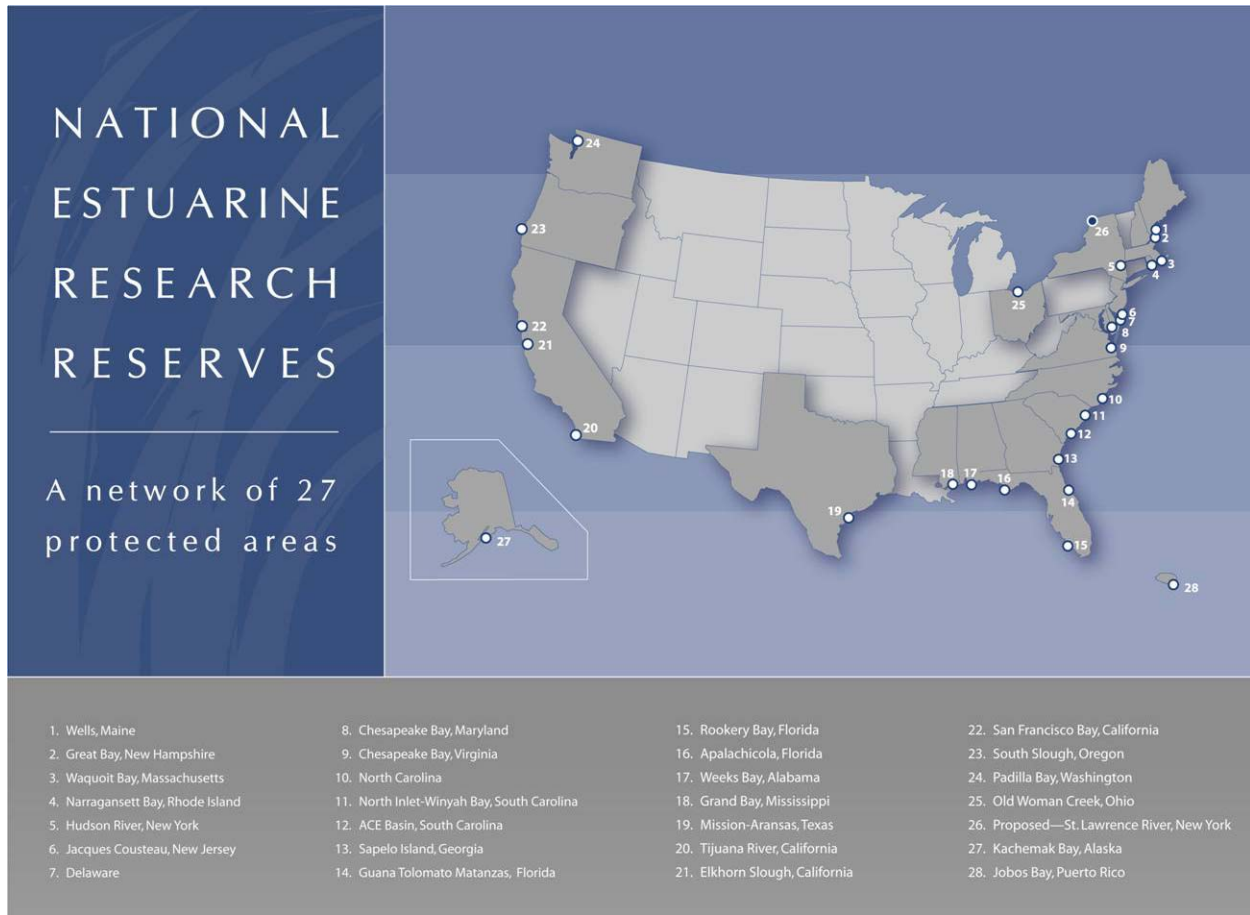 NATIONAL
ESTUARINE
RESEARCH
RESERVES
A network of 27
protected areas
24
23
22
21
20
27
19
18
17
16
15
14
13
12
11
10
9
8
7
6
5
4
3
2
1
26
25
28
1. Wells, Maine
2. Great Bay, New Hampshire
3. Waquoit Bay, Massachusetts
4. Narragansett Bay, Rhode Island
5. Hudson River, New York
6. Jacques Cousteau, New Jersey
7. Delaware
8. Chesapeake Bay, Maryland
9. Chesapeake Bay, Virginia
10. North Carolina
11. North Inlet-Winyah Bay, South Carolina
12. ACE Basin, South Carolina
13. Sapelo Island, Georgia
14. Guana Tolomato Matanzas, Florida
15. Rookery Bay, Florida
16. Apalachicola, Florida
17. Weeks Bay, Alabama
18. Grand Bay, Mississippi
19. Mission-Aransas, Texas
20. Tijuana River, California
21. Elkhorn Slough, California
22. San Francisco Bay, California
23. South Slough, Oregon
24. Padilla Bay, Washington
25. Old Woman Creek, Ohio
26. Proposed—St. Lawrence River, New York
27. Kachemak Bay, Alaska
28. Jobos Bay, Puerto Rico